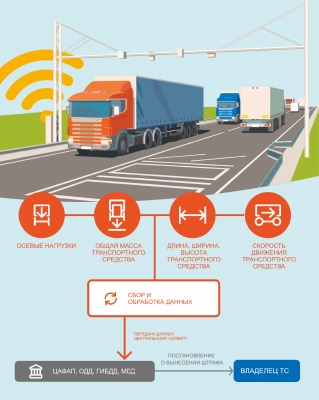 ОСЕВЫЕ НАГРУЗКИ
ОБЩАЯ МАССА
ТРАНСПОРТНОГО
СРЕДСТВА
ДЛИНА, ШИРИНА,
ВЫСОТА
ТРАНСПОРТНОГО
СРЕДСТВА
СКОРОСТЬ
ДВИЖЕНИЯ
ТРАНСПОРТНОГО
СРЕДСТВА
СБОР И
ОБРАБОТКА ДАННЫХ
ПЕРЕДАЧА ДАННЫХ
ЦЕНТРАЛЬНОМУ СЕРВЕРУ
ЦАФАП, ОДД, ГИБДД, МВД
ПОСТАНОВЛЕНИЕ
О ВЫНЕСЕНИИ ШТРАФА
ВЛАДЕЛЕЦ ТС